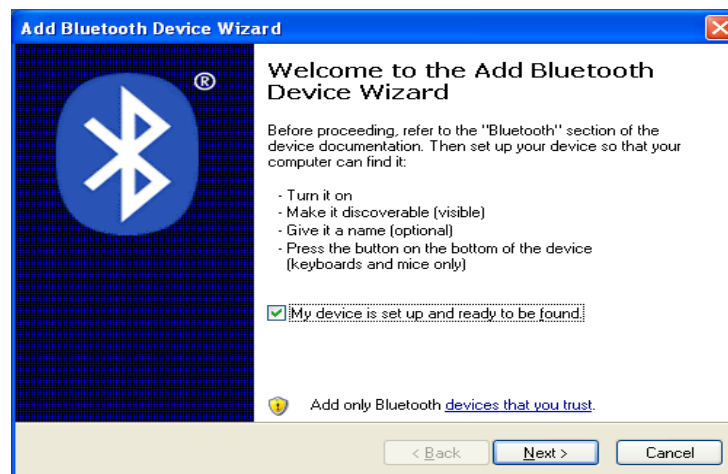 Add Bluetooth Device Wizard
®
Welcome to the Add Bluetooth
Device Wizard
Before proceeding, refer to the "Bluetooth" section of the
device documentation. Then set up your device so that your
computer can find it:
- Turn it on
- Make it discoverable (visible)
- Give it a name (optional)
- Press the button on the bottom of the device
(keyboards and mice only)
My device is set up and ready to be found.
Add only Bluetooth devices that you trust.
< Back Next > Cancel